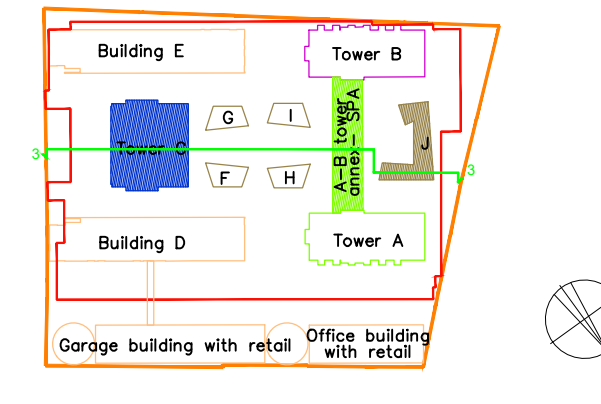 Building E
Tower B
G
I
Tower C
A-B tower
annex- SPA
J
3
3
F
H
Building D
Tower A
Garage building with retail
Office building
with retail